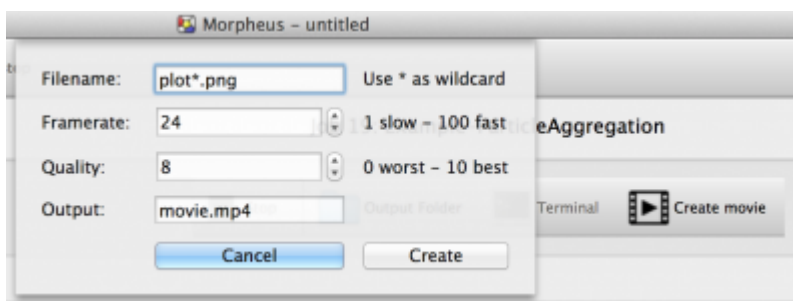 Morpheus – untitled
Filename: plot*.png Use * as wildcard
Framerate: 24 1 slow – 100 fast
eAggregation
Quality: 8 0 worst – 10 best
Output: movie.mp4 Output Folder Terminal Create movie
Cancel Create